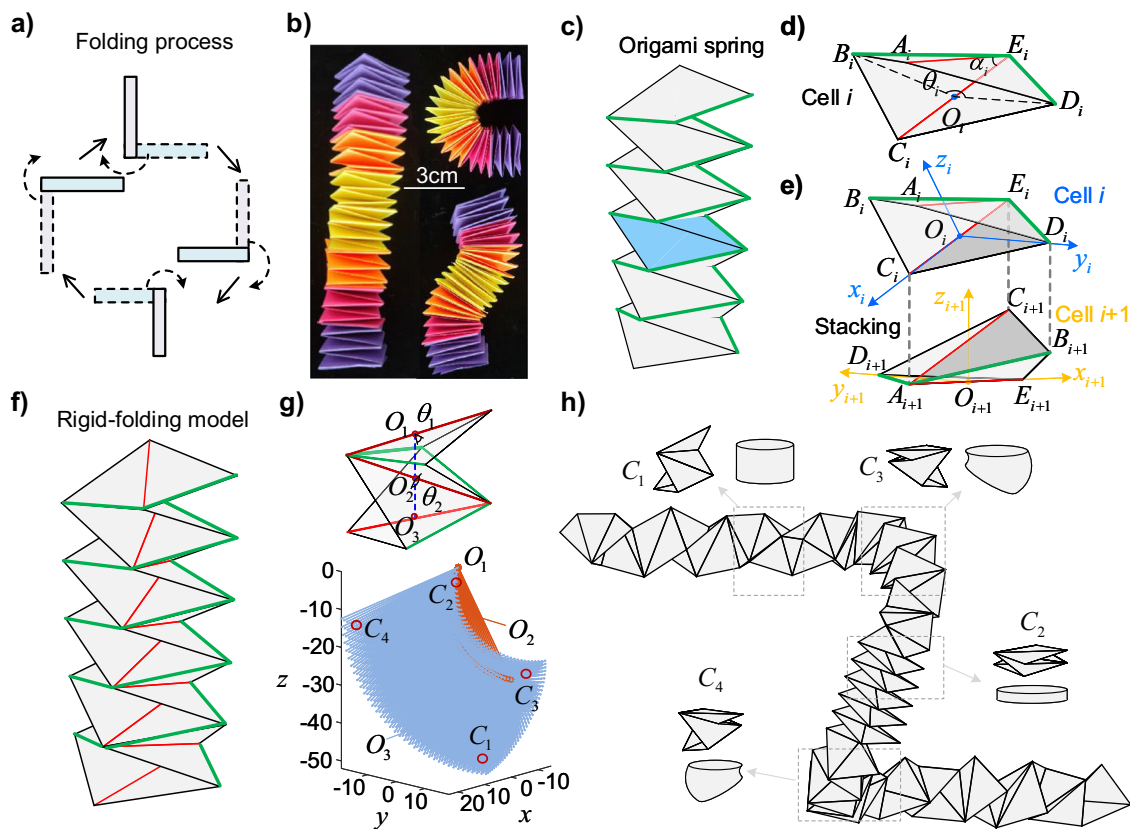 a)
Folding process
b)
3cm
c)
Origami spring
d)
B_i A_i E_i
α_i
θ_i
Cell i
O_i D_i
C_i
e)
z_i
B_i A_i E_i
Cell i
O_i D_i
C_i y_i
x_i
z_{i+1} C_{i+1}
Stacking Cell i+1
D_{i+1} B_{i+1}
y_{i+1} x_{i+1}
A_{i+1} O_{i+1} E_{i+1}
f)
Rigid-folding model
g)
O_1 θ_1
O_2 θ_2
O_3
0 O_1
-10 C_2
C_4
-20 O_2
z
-30 C_3
-40
O_3 C_1
-50
-10 0 10 20 10 0 -10
y x
h)
C_1 C_3
C_2
C_4